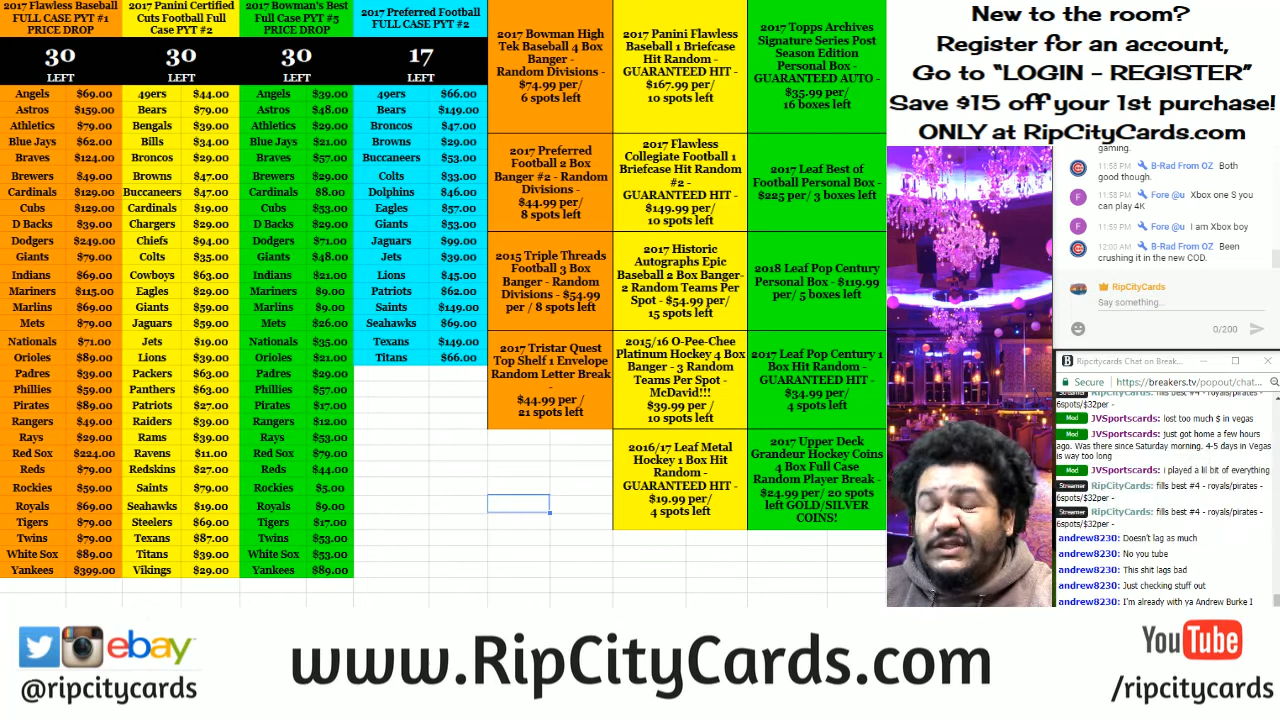 2017 Flawless Baseball
FULL CASE PYT #1
PRICE DROP
30
LEFT
Angels $69.00
Astros $159.00
Athletics $79.00
Blue Jays $62.00
Braves $124.00
Brewers $49.00
Cardinals $129.00
Cubs $129.00
D Backs $39.00
Dodgers $249.00
Giants $79.00
Indians $69.00
Mariners $115.00
Marlins $69.00
Mets $79.00
Nationals $71.00
Orioles $89.00
Padres $39.00
Phillies $59.00
Pirates $89.00
Rangers $49.00
Rays $29.00
Red Sox $224.00
Reds $79.00
Rockies $59.00
Royals $69.00
Tigers $79.00
Twins $79.00
White Sox $89.00
Yankees $399.00
2017 Panini Certified
Cuts Football Full
Case PYT #2
30
LEFT
49ers $44.00
Bears $79.00
Bengals $39.00
Bills $34.00
Broncos $29.00
Browns $47.00
Buccaneers $47.00
Cardinals $19.00
Chargers $29.00
Chiefs $94.00
Colts $35.00
Cowboys $63.00
Eagles $29.00
Giants $59.00
Jaguars $59.00
Jets $19.00
Lions $39.00
Packers $63.00
Panthers $63.00
Patriots $27.00
Raiders $39.00
Rams $39.00
Ravens $11.00
Redskins $27.00
Saints $79.00
Seahawks $19.00
Steelers $69.00
Texans $87.00
Titans $39.00
Vikings $29.00
2017 Bowman's Best
Full Case PYT #5
PRICE DROP
30
LEFT
Angels $39.00
Astros $48.00
Athletics $29.00
Blue Jays $21.00
Braves $57.00
Brewers $29.00
Cardinals $8.00
Cubs $53.00
D Backs $29.00
Dodgers $71.00
Giants $48.00
Indians $21.00
Mariners $9.00
Marlins $9.00
Mets $26.00
Nationals $35.00
Orioles $21.00
Padres $29.00
Phillies $57.00
Pirates $17.00
Rangers $12.00
Rays $53.00
Red Sox $79.00
Reds $44.00
Rockies $5.00
Royals $9.00
Tigers $17.00
Twins $53.00
White Sox $53.00
Yankees $89.00
2017 Preferred Football
FULL CASE PYT #2
17
LEFT
49ers $66.00
Bears $149.00
Broncos $47.00
Browns $29.00
Buccaneers $53.00
Colts $33.00
Dolphins $46.00
Eagles $57.00
Giants $53.00
Jaguars $99.00
Jets $39.00
Lions $45.00
Patriots $62.00
Saints $149.00
Seahawks $69.00
Texans $149.00
Titans $66.00
2017 Bowman High
Tek Baseball 4 Box
Banger -
Random Divisions -
$74.99 per/
6 spots left
2017 Preferred
Football 2 Box
Banger #2 - Random
Divisions -
$44.99 per/
8 spots left
2015 Triple Threads
Football 3 Box
Banger - Random
Divisions - $54.99
per / 8 spots left
2017 Tristar Quest
Top Shelf 1 Envelope
Random Letter Break
-
$44.99 per/
21 spots left
2017 Panini Flawless
Baseball 1 Briefcase
Hit Random -
GUARANTEED HIT -
$167.99 per/
10 spots left
2017 Flawless
Collegiate Football 1
Briefcase Hit Random
#2 -
GUARANTEED HIT -
$149.99 per/
10 spots left
2017 Historic
Autographs Epic
Baseball 2 Box Banger-
2 Random Teams Per
Spot - $54.99 per/
15 spots left
2015/16 O-Pee-Chee
Platinum Hockey 4 Box
Banger - 3 Random
Teams Per Spot -
McDavid!!!
$39.99 per/
10 spots left
2016/17 Leaf Metal
Hockey 1 Box Hit
Random -
GUARANTEED HIT -
$19.99 per/
4 spots left
2017 Topps Archives
Signature Series Post
Season Edition
Personal Box -
GUARANTEED AUTO -
$35.99 per/
16 boxes left
2017 Leaf Best of
Football Personal Box -
$225 per/ 3 boxes left
2018 Leaf Pop Century
Personal Box - $119.99
per/ 5 boxes left
2017 Leaf Pop Century 1
Box Hit Random -
GUARANTEED HIT -
$34.99 per/
4 spots left
2017 Upper Deck
Grandeur Hockey Coins
4 Box Full Case
Random Player Break -
$24.99 per/ 20 spots
left GOLD/SILVER
COINS!
New to the room?
Register for an account,
Go to “LOGIN - REGISTER”
Save $15 off your 1st purchase!
ONLY at RipCityCards.com
gaming.
11:58 PM B-Rad From OZ Both
good though.
F 11:58 PM Fore @u Xbox one S you
can play 4K
F 11:59 PM Fore @u I am Xbox boy
12:00 AM B-Rad From OZ Been
crushing it in the new COD.
RipCityCards
Say something...
0/200
B Ripcitycards Chat on Break...
Secure https://breakers.tv/popout/chat...
Streamer RipCityCards: fills best #4 - royals/pirates -
6spots/$32per -
Mod JVSportscards: lost too much $ in vegas
Mod JVSportscards: just got home a few hours
ago. Was there since Saturday morning. 4-5 days in Vegas
is way too long
Mod JVSportscards: i played a lil bit of everything
Streamer RipCityCards: fills best #4 - royals/pirates -
6spots/$32per -
Streamer RipCityCards: fills best #4 - royals/pirates -
6spots/$32per -
andrew8230: Doesn't lag as much
andrew8230: No you tube
andrew8230: This shit lags bad
andrew8230: Just checking stuff out
andrew8230: I'm already with ya Andrew Burke I
ebay
@ripcitycards
www.RipCityCards.com
YouTube
/ripcitycards